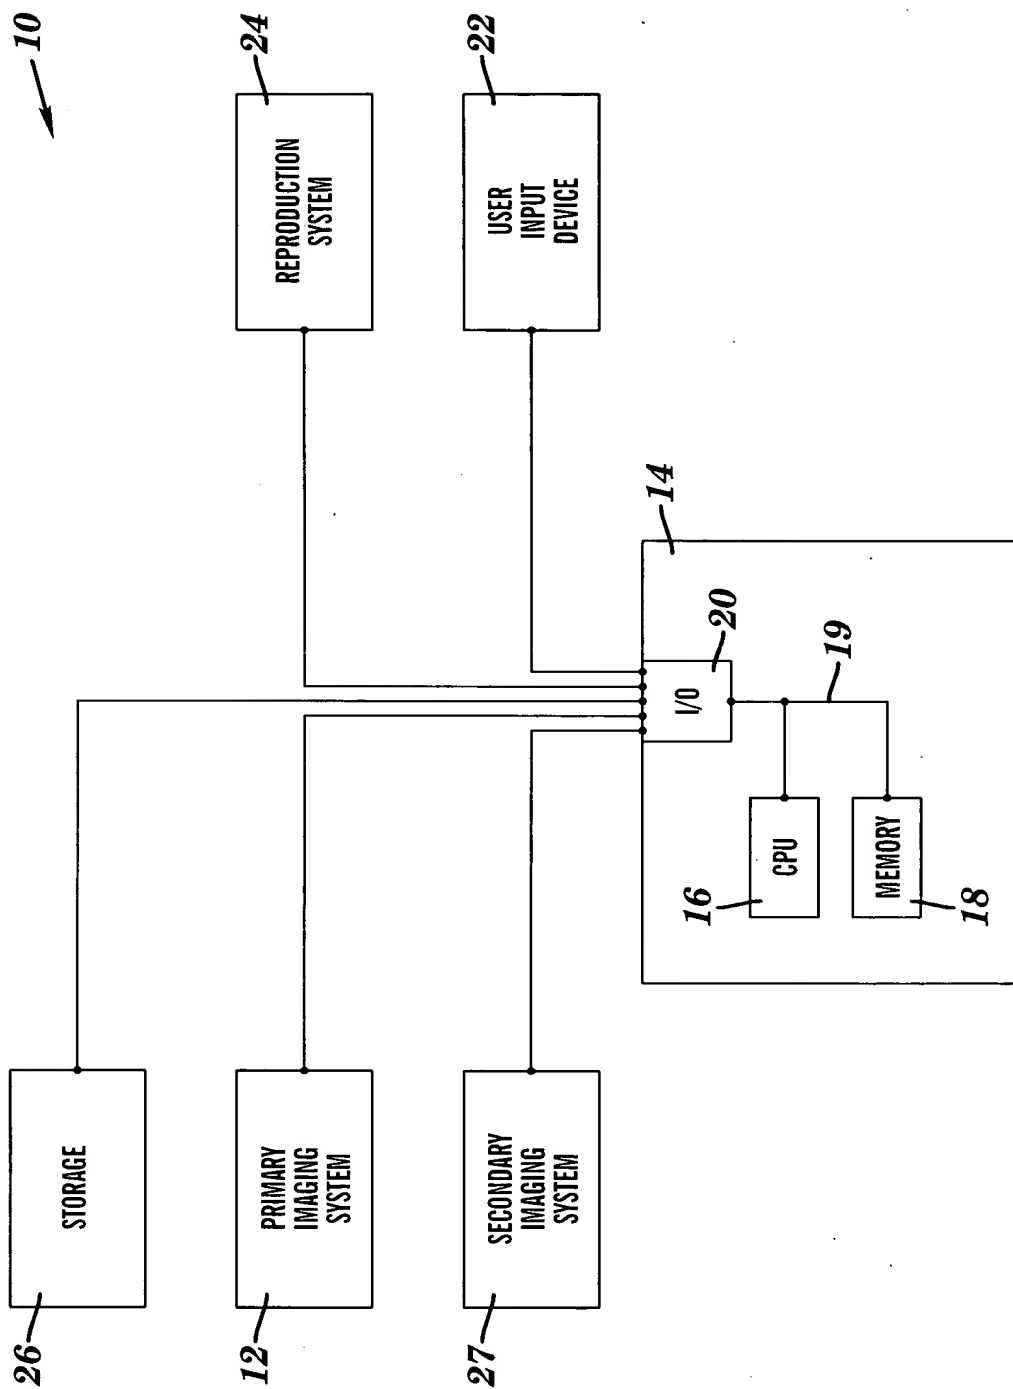 10
26
STORAGE
24
REPRODUCTION
SYSTEM
12
PRIMARY
IMAGING
SYSTEM
22
USER
INPUT
DEVICE
27
SECONDARY
IMAGING
SYSTEM
14
I/O
20
16
CPU
19
MEMORY
18